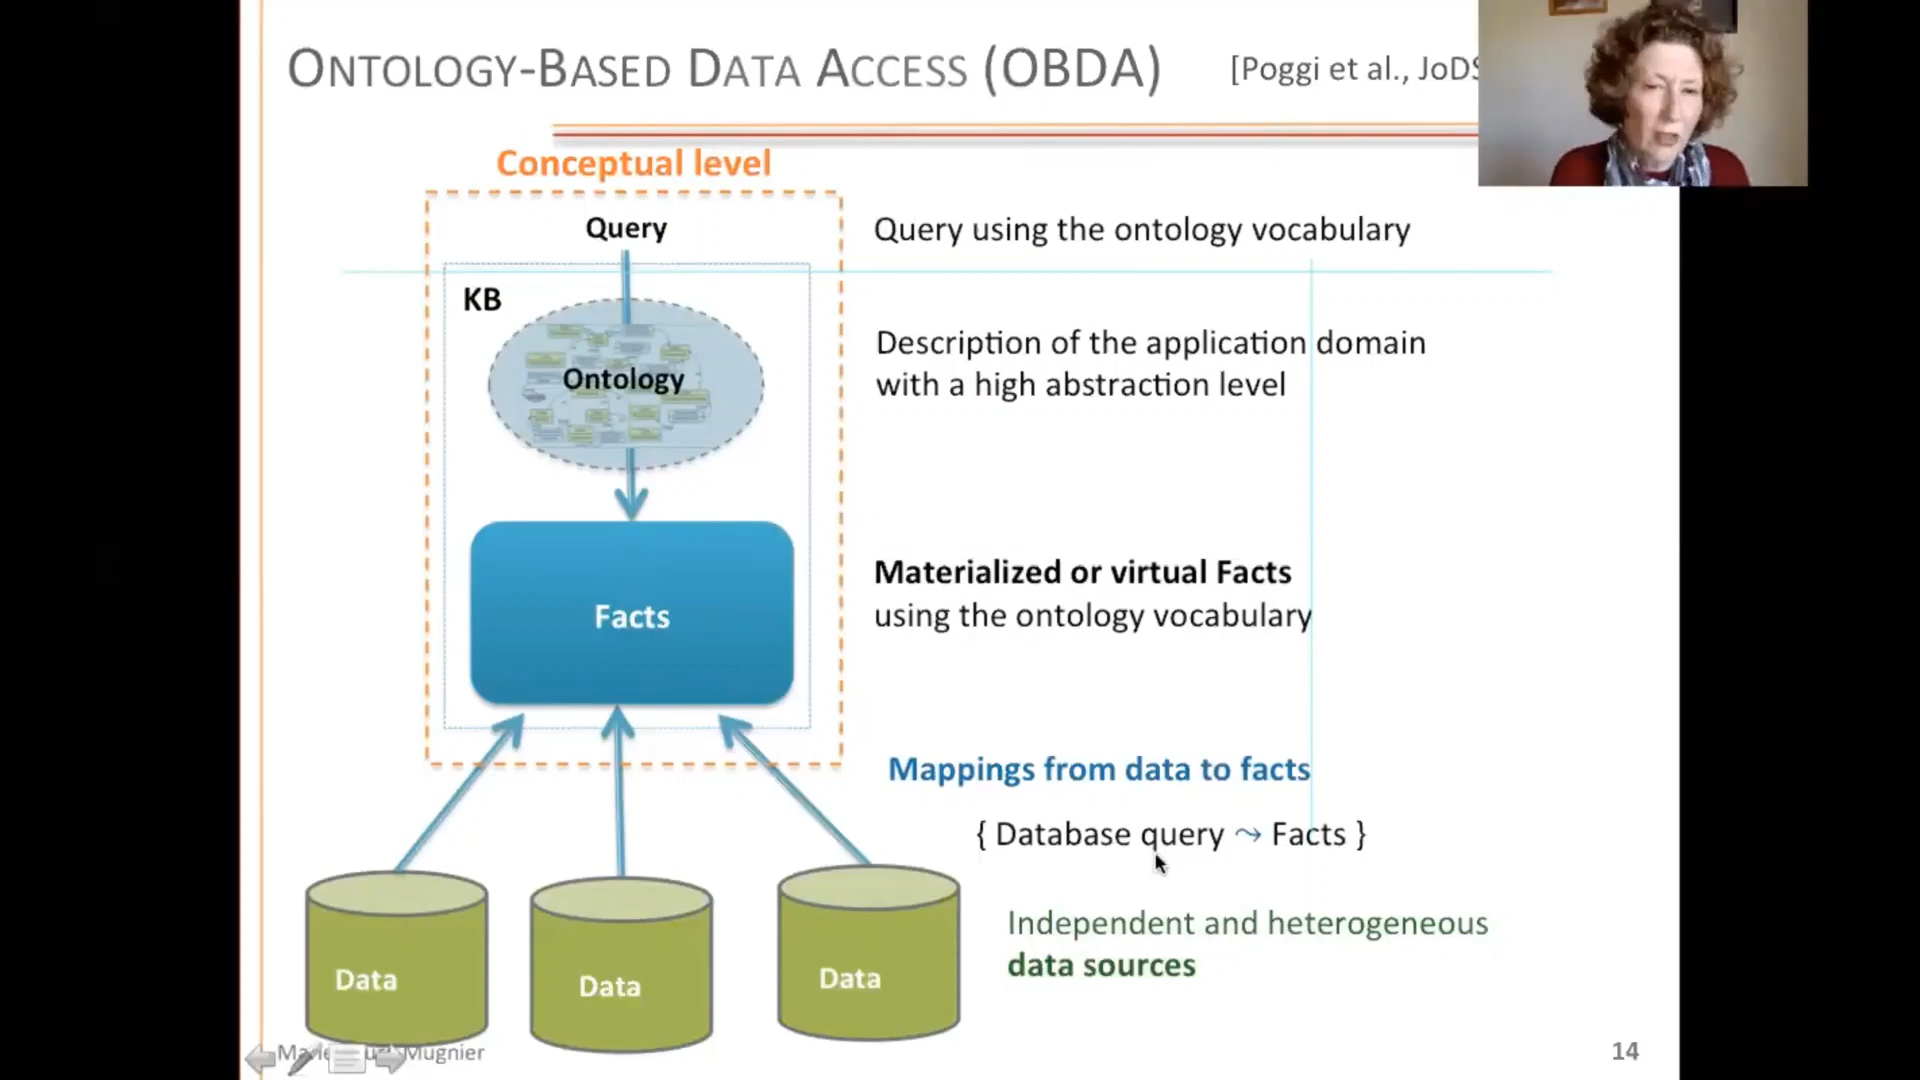 ONTOLOGY-BASED DATA ACCESS (OBDA)
[Poggi et al., JoDS
Conceptual level
Query
Query using the ontology vocabulary
KB
Ontology
Description of the application domain
with a high abstraction level
Facts
Materialized or virtual Facts
using the ontology vocabulary
Mappings from data to facts
{ Database query ⤳ Facts }
Data
Data
Data
Independent and heterogeneous
data sources
Mugnier
14